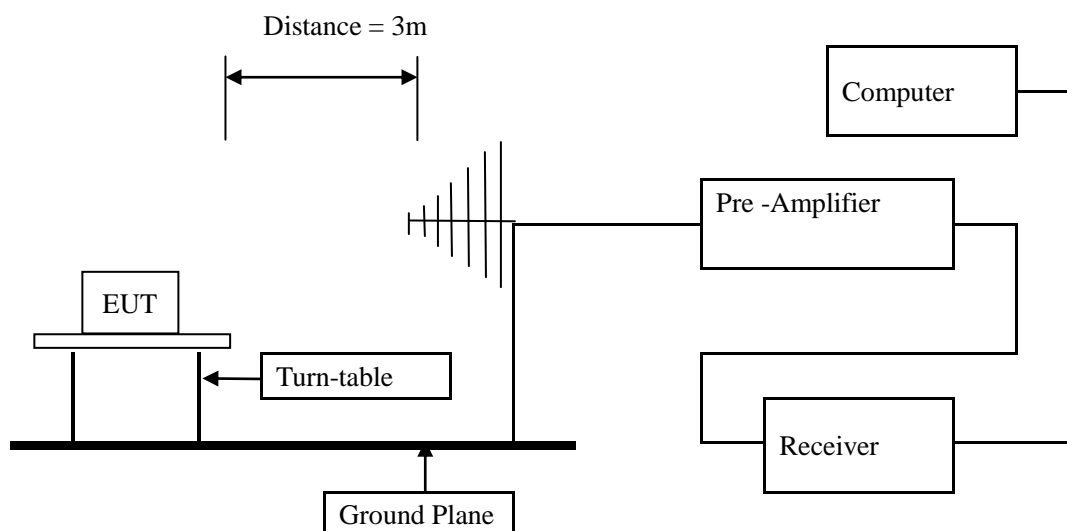 Distance = 3m
Computer
Pre -Amplifier
EUT
Turn-table
Receiver
Ground Plane